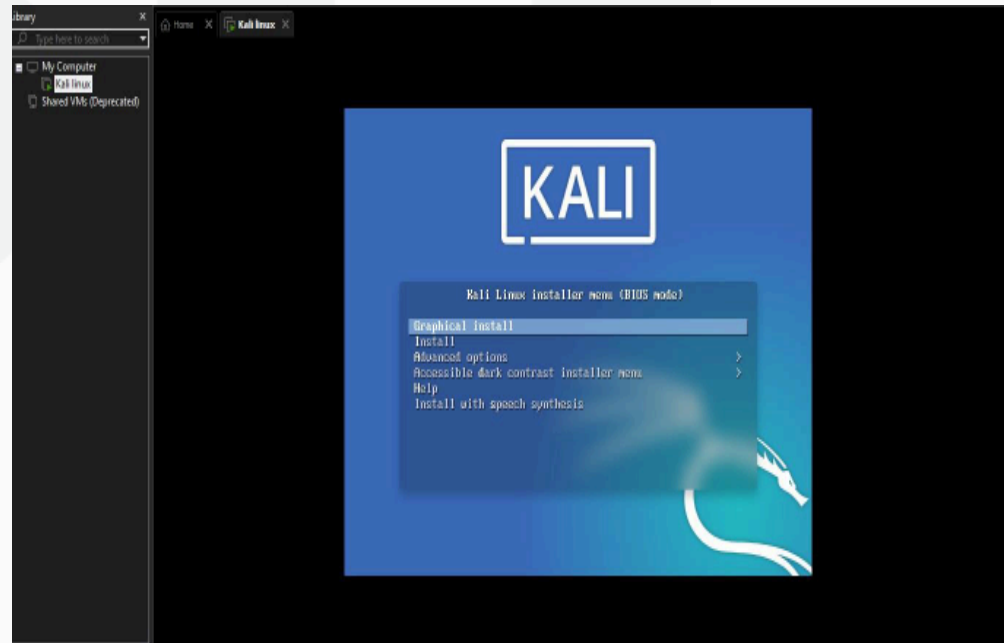 Library X
Type here to search
My Computer
Kali linux
Shared VMs (Deprecated)
Home X Kali linux X
KALI
Kali Linux installer menu (BIOS mode)
Graphical install
Install
Advanced options >
Accessible dark contrast installer menu >
Help
Install with speech synthesis